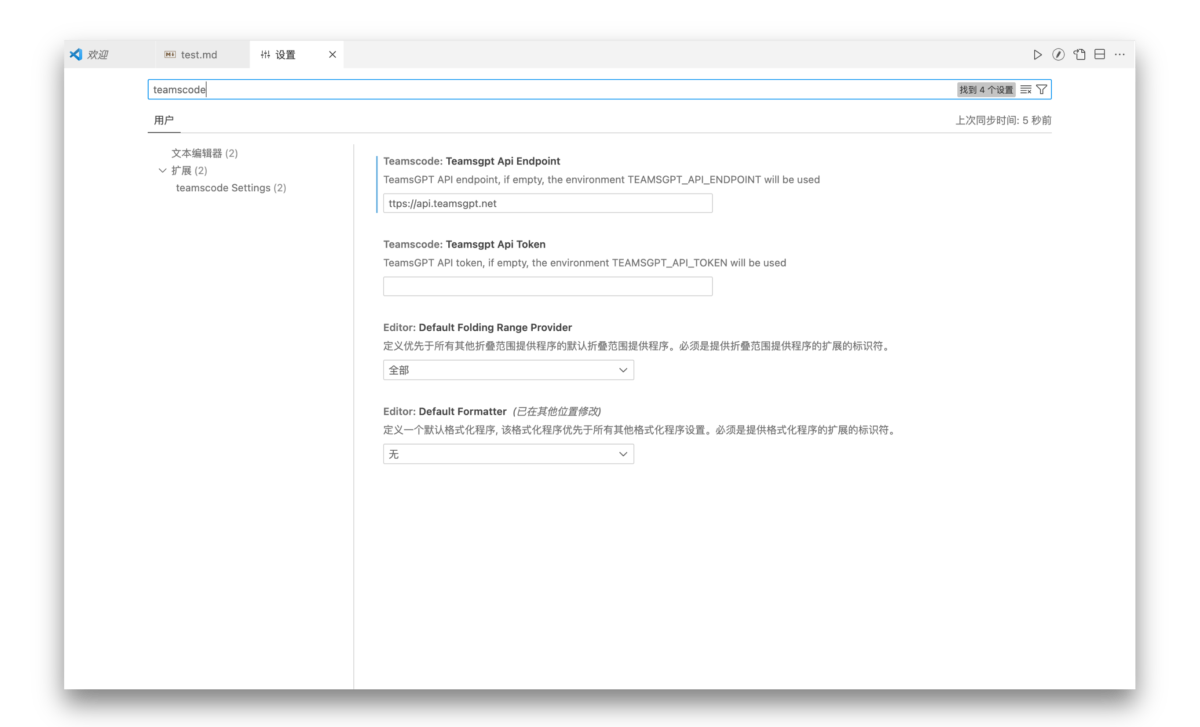 欢迎 test.md 设置
teamscode 找到 4 个设置
用户 上次同步时间: 5 秒前
文本编辑器 (2)
扩展 (2)
teamscode Settings (2)
Teamscode: Teamsgpt Api Endpoint
TeamsGPT API endpoint, if empty, the environment TEAMSGPT_API_ENDPOINT will be used
ttps://api.teamsgpt.net
Teamscode: Teamsgpt Api Token
TeamsGPT API token, if empty, the environment TEAMSGPT_API_TOKEN will be used
Editor: Default Folding Range Provider
定义优先于所有其他折叠范围提供程序的默认折叠范围提供程序。必须是提供折叠范围提供程序的扩展的标识符。
全部
Editor: Default Formatter (已在其他位置修改)
定义一个默认格式化程序, 该格式化程序优先于所有其他格式化程序设置。必须是提供格式化程序的扩展的标识符。
无